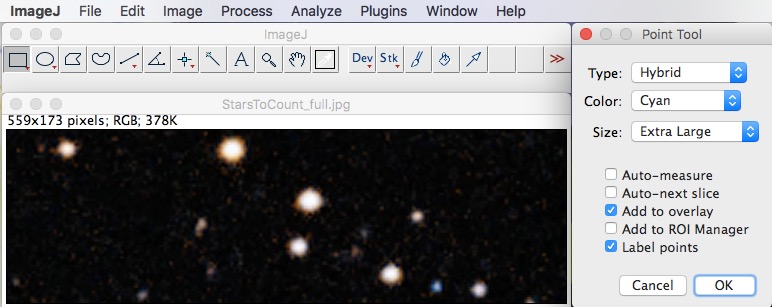 ImageJ File Edit Image Process Analyze Plugins Window Help
ImageJ
A Dev Stk >>
StarsToCount_full.jpg
559x173 pixels; RGB; 378K
Point Tool
Type: Hybrid
Color: Cyan
Size: Extra Large
Auto-measure
Auto-next slice
Add to overlay
Add to ROI Manager
Label points
Cancel OK